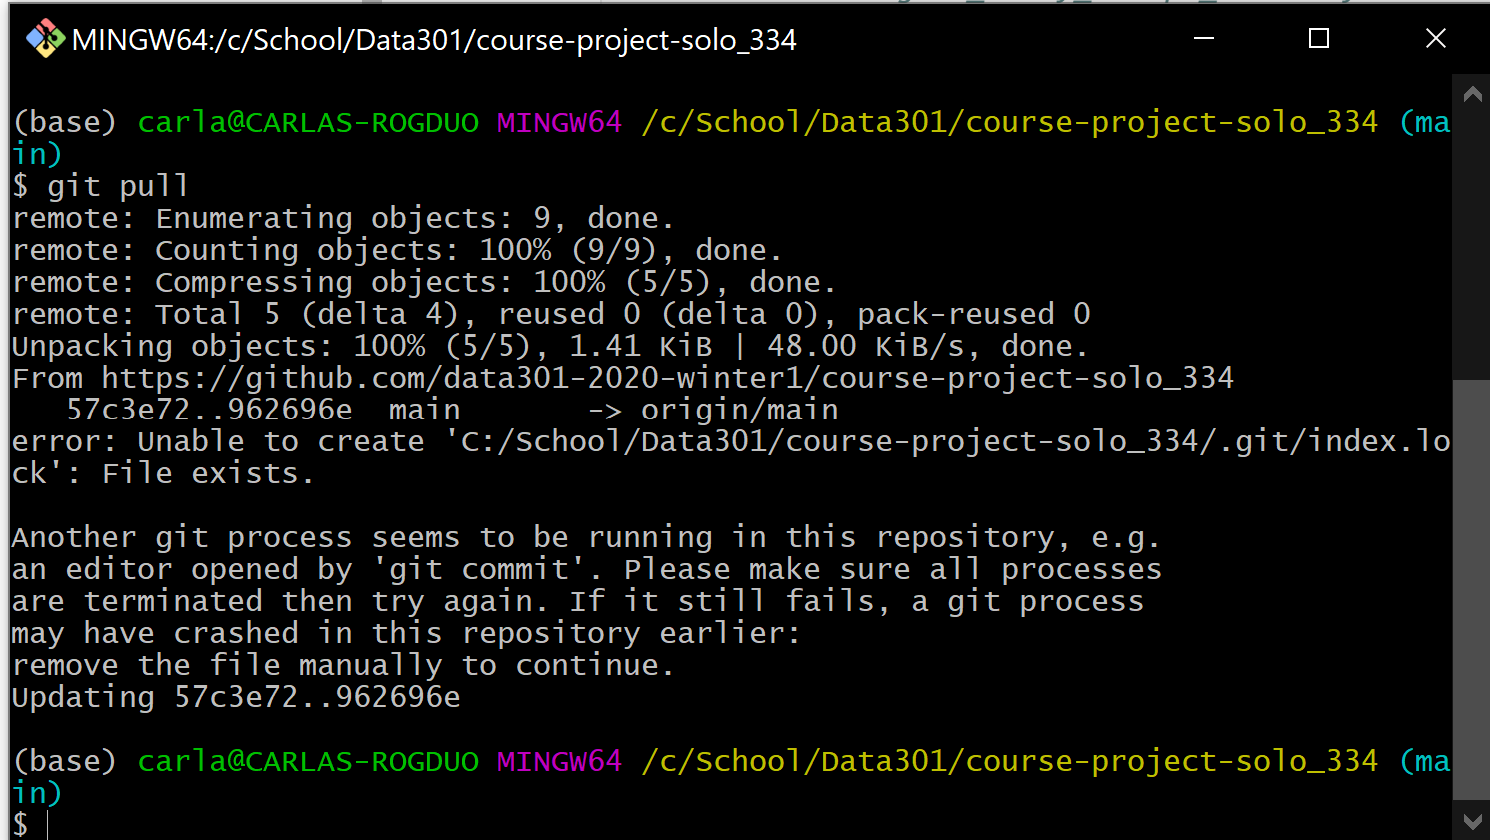 MINGW64:/c/School/Data301/course-project-solo_334
(base) carla@CARLAS-ROGDUO MINGW64 /c/School/Data301/course-project-solo_334 (ma
in)
$ git pull
remote: Enumerating objects: 9, done.
remote: Counting objects: 100% (9/9), done.
remote: Compressing objects: 100% (5/5), done.
remote: Total 5 (delta 4), reused 0 (delta 0), pack-reused 0
Unpacking objects: 100% (5/5), 1.41 KiB | 48.00 KiB/s, done.
From https://github.com/data301-2020-winter1/course-project-solo_334
   57c3e72..962696e  main       -> origin/main
error: Unable to create 'C:/School/Data301/course-project-solo_334/.git/index.lo
ck': File exists.

Another git process seems to be running in this repository, e.g.
an editor opened by 'git commit'. Please make sure all processes
are terminated then try again. If it still fails, a git process
may have crashed in this repository earlier:
remove the file manually to continue.
Updating 57c3e72..962696e

(base) carla@CARLAS-ROGDUO MINGW64 /c/School/Data301/course-project-solo_334 (ma
in)
$